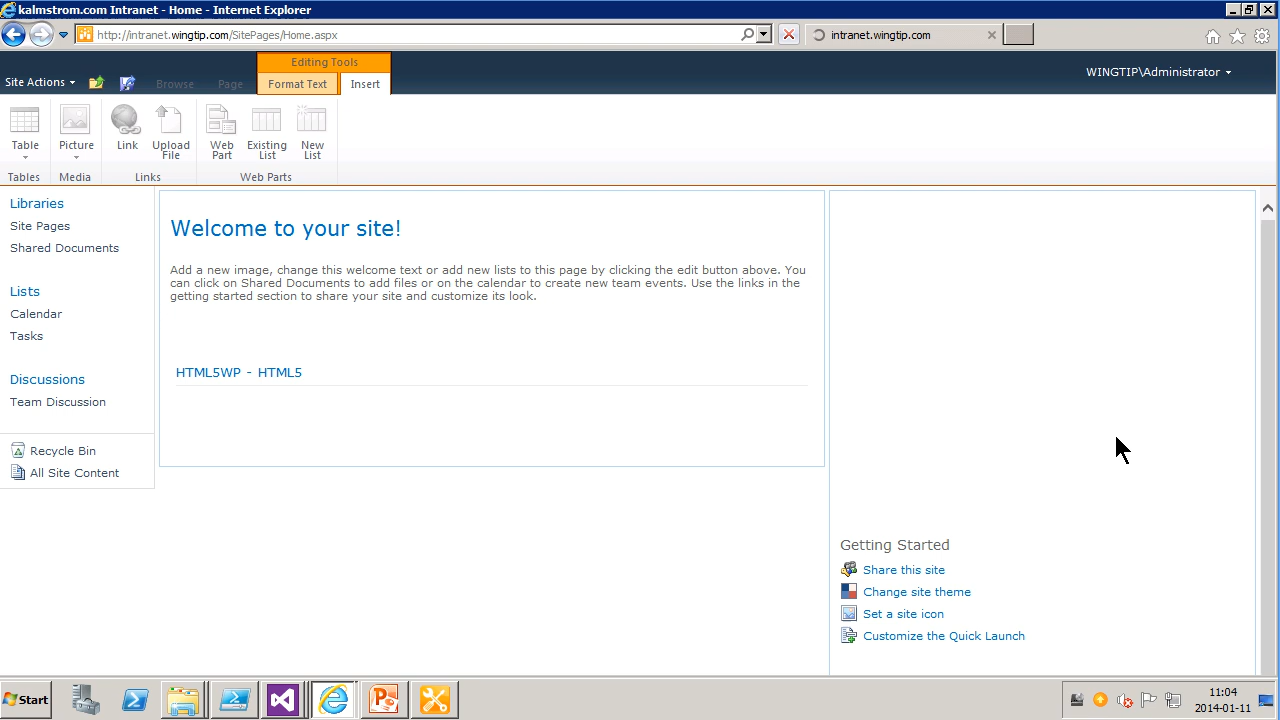 kalmstrom.com Intranet - Home - Internet Explorer
http://intranet.wingtip.com/SitePages/Home.aspx
intranet.wingtip.com
Editing Tools
Site Actions
Browse
Page
Format Text
Insert
WINGTIP\Administrator
Table
Picture
Link
Upload File
Web Part
Existing List
New List
Tables
Media
Links
Web Parts
Libraries
Site Pages
Shared Documents
Lists
Calendar
Tasks
Discussions
Team Discussion
Recycle Bin
All Site Content
Welcome to your site!
Add a new image, change this welcome text or add new lists to this page by clicking the edit button above. You
can click on Shared Documents to add files or on the calendar to create new team events. Use the links in the
getting started section to share your site and customize its look.
HTML5WP - HTML5
Getting Started
Share this site
Change site theme
Set a site icon
Customize the Quick Launch
Start
11:04
2014-01-11